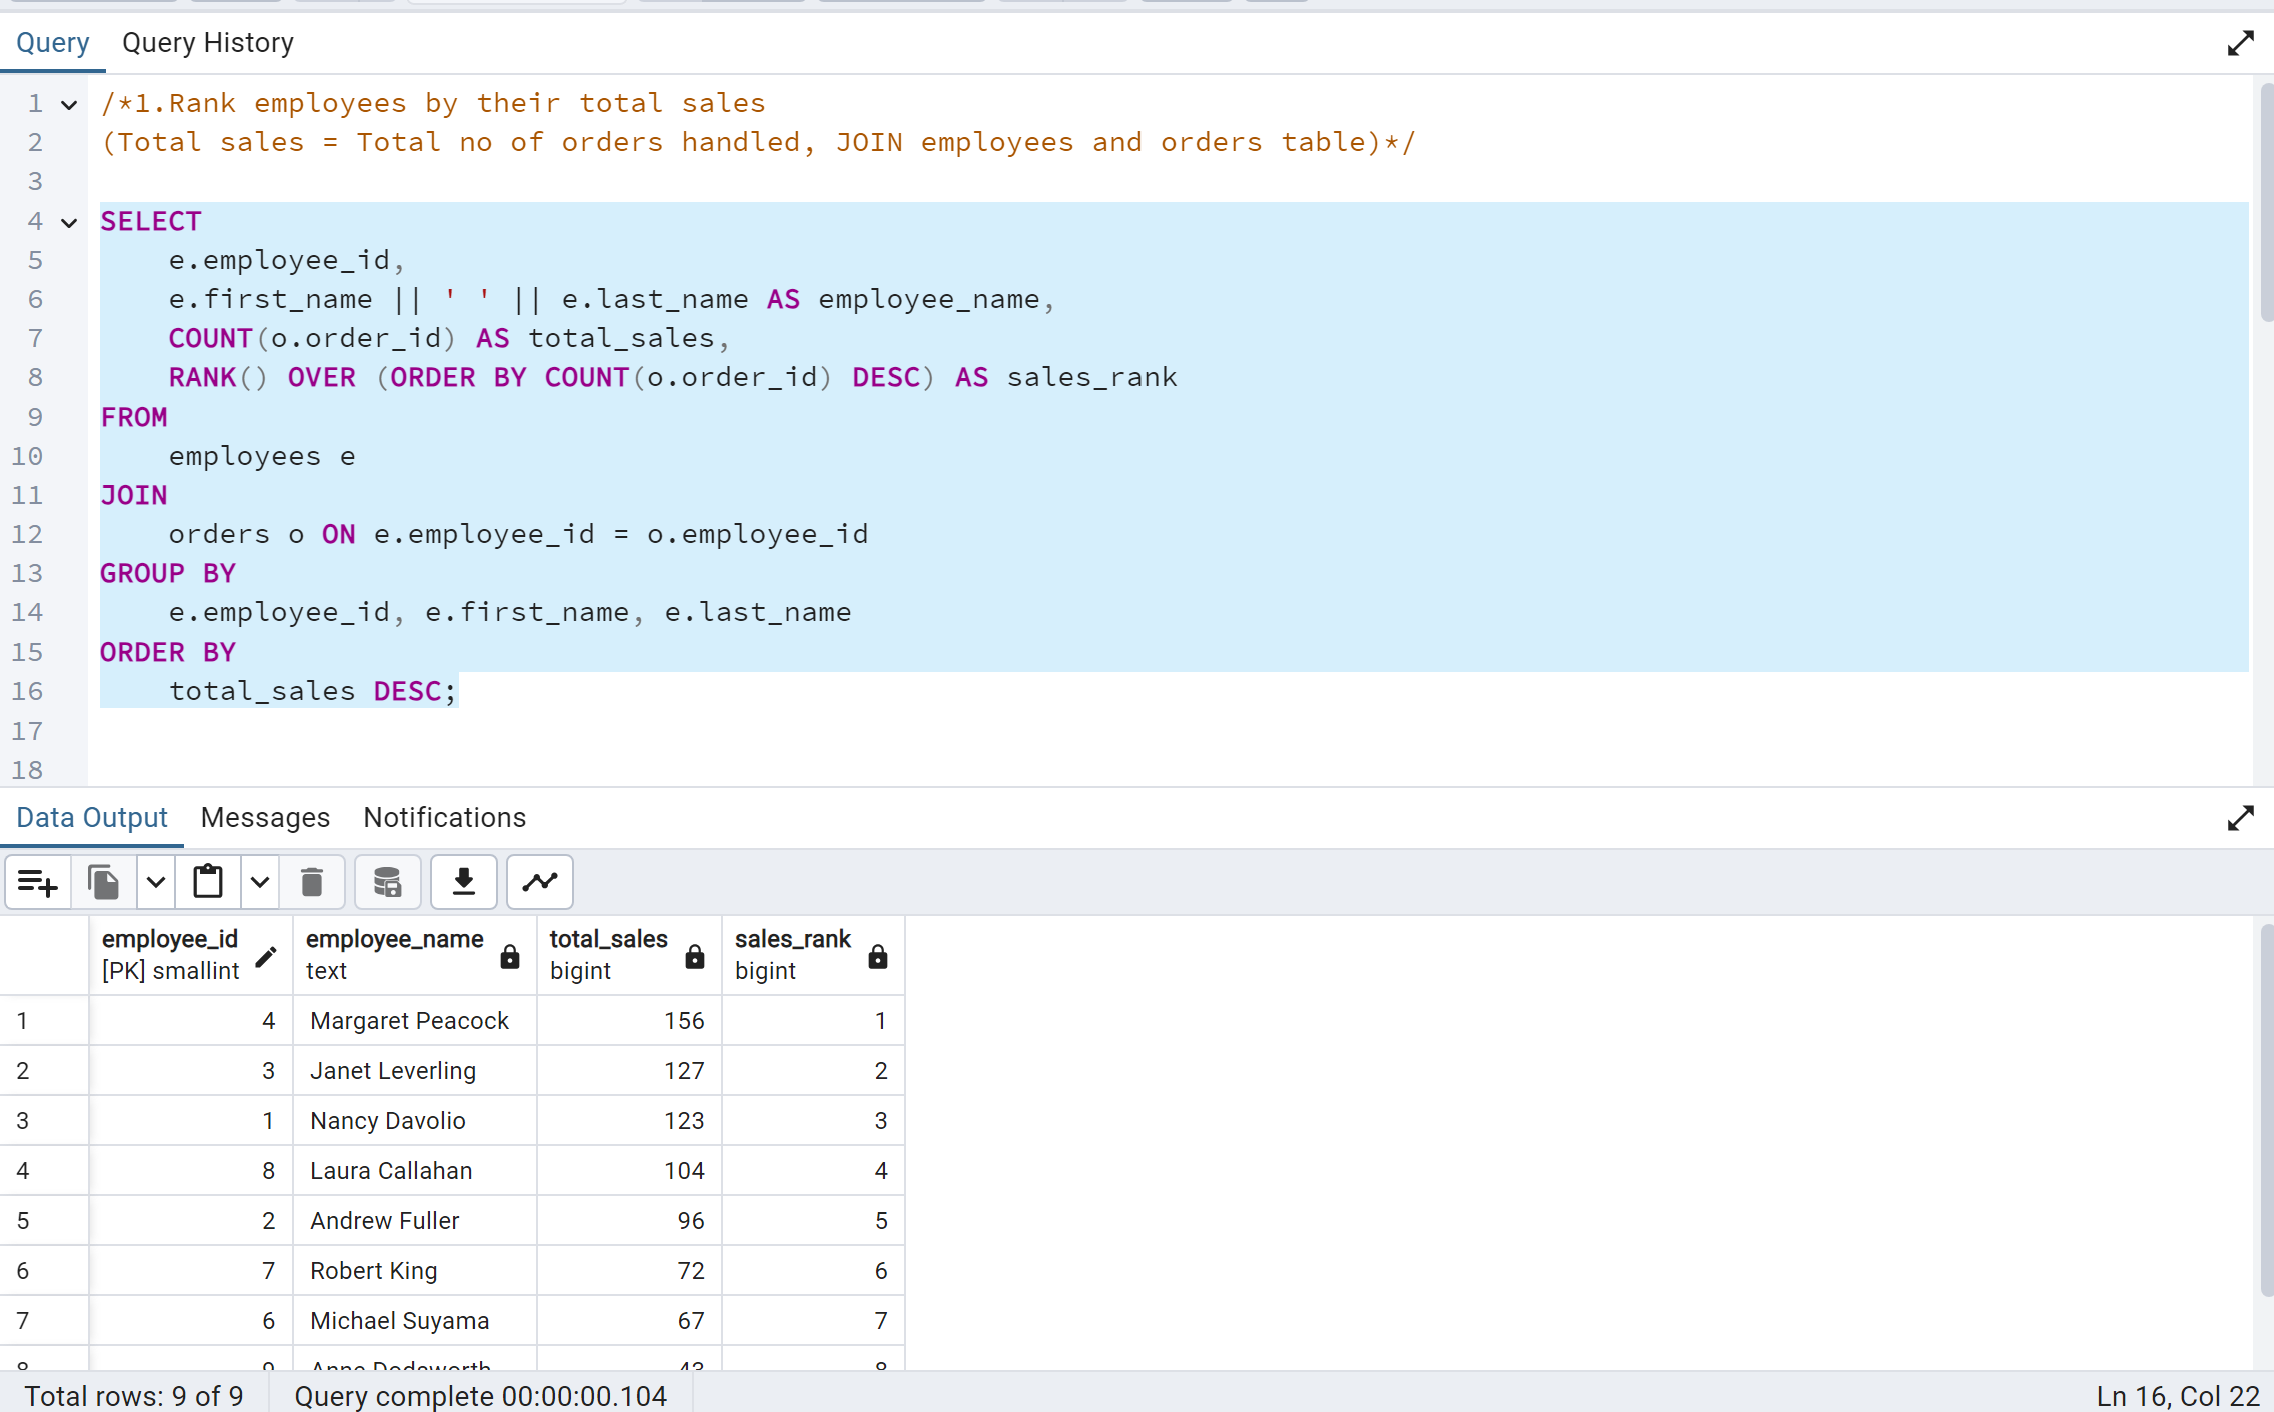 Query Query History
1 /*1.Rank employees by their total sales
2 (Total sales = Total no of orders handled, JOIN employees and orders table)*/
3
4 SELECT
5 e.employee_id,
6 e.first_name || ' ' || e.last_name AS employee_name,
7 COUNT(o.order_id) AS total_sales,
8 RANK() OVER (ORDER BY COUNT(o.order_id) DESC) AS sales_rank
9 FROM
10 employees e
11 JOIN
12 orders o ON e.employee_id = o.employee_id
13 GROUP BY
14 e.employee_id, e.first_name, e.last_name
15 ORDER BY
16 total_sales DESC;
17
18
Data Output Messages Notifications
employee_id employee_name total_sales sales_rank
[PK] smallint text bigint bigint
1 4 Margaret Peacock 156 1
2 3 Janet Leverling 127 2
3 1 Nancy Davolio 123 3
4 8 Laura Callahan 104 4
5 2 Andrew Fuller 96 5
6 7 Robert King 72 6
7 6 Michael Suyama 67 7
8 9 Anne Dodsworth 43 8
Total rows: 9 of 9 Query complete 00:00:00.104 Ln 16, Col 22